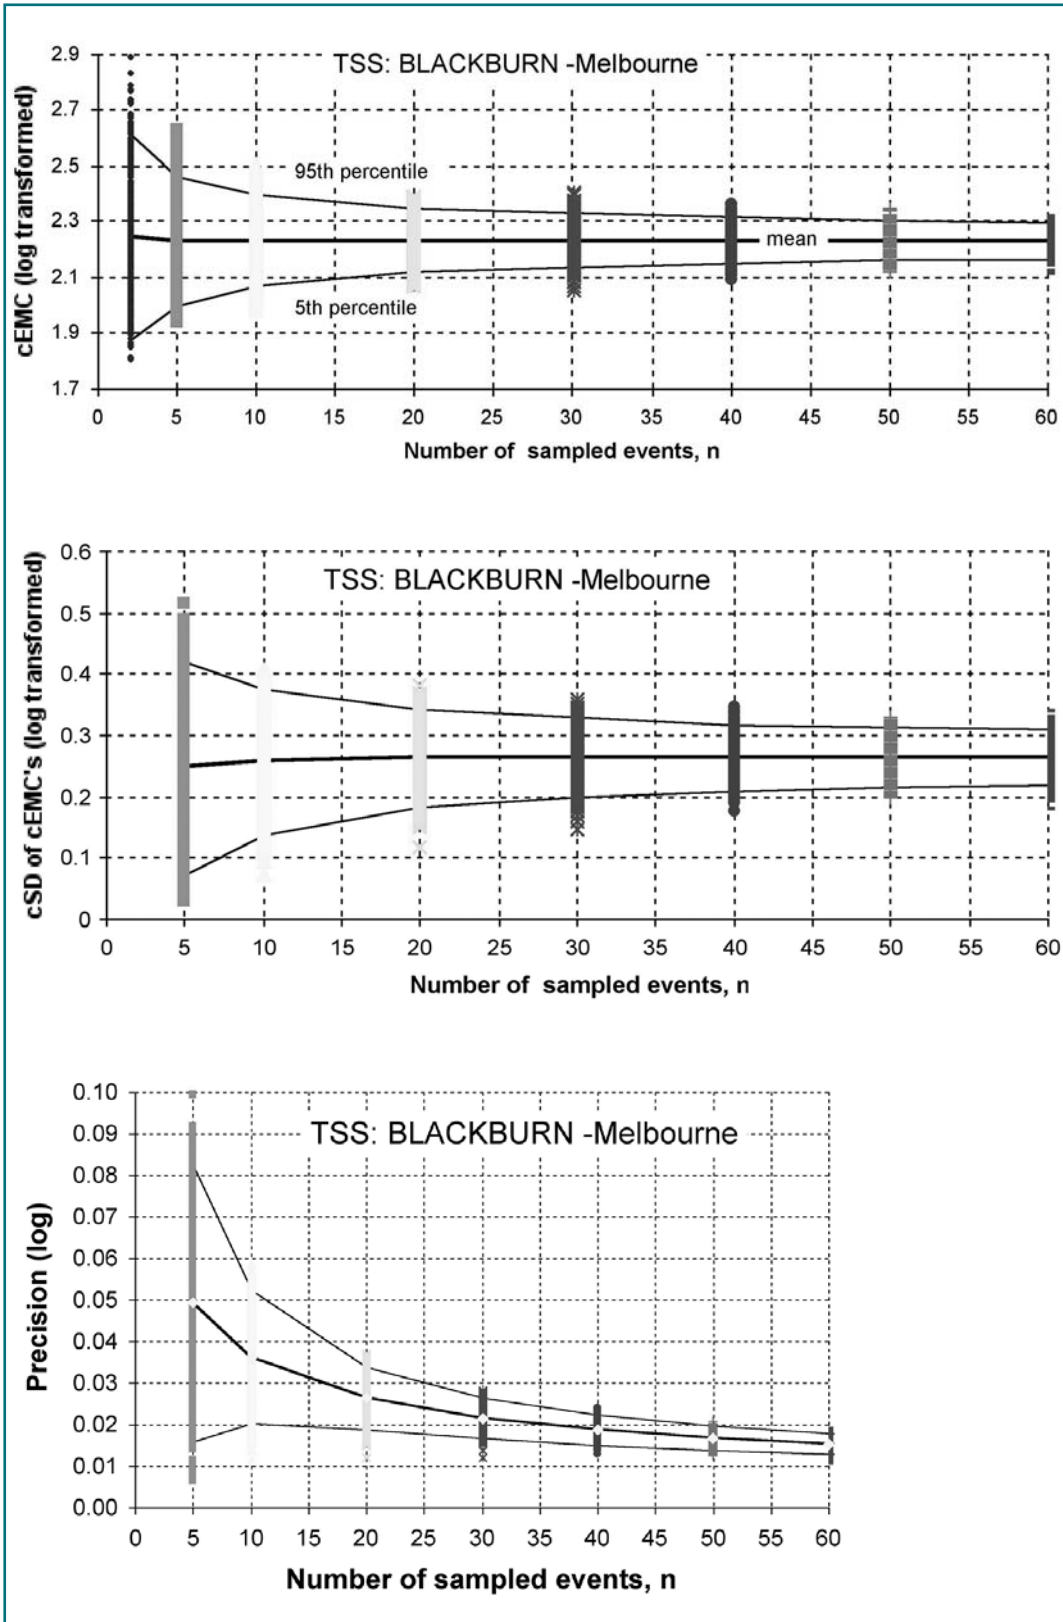 TSS: BLACKBURN -Melbourne
cEMC (log transformed)
2.9
2.7
2.5
2.3
2.1
1.9
1.7
95th percentile
mean
5th percentile
0 5 10 15 20 25 30 35 40 45 50 55 60
Number of sampled events, n
TSS: BLACKBURN -Melbourne
cSD of cEMC's (log transformed)
0.6
0.5
0.4
0.3
0.2
0.1
0
0 5 10 15 20 25 30 35 40 45 50 55 60
Number of sampled events, n
TSS: BLACKBURN -Melbourne
Precision (log)
0.10
0.09
0.08
0.07
0.06
0.05
0.04
0.03
0.02
0.01
0.00
0 5 10 15 20 25 30 35 40 45 50 55 60
Number of sampled events, n